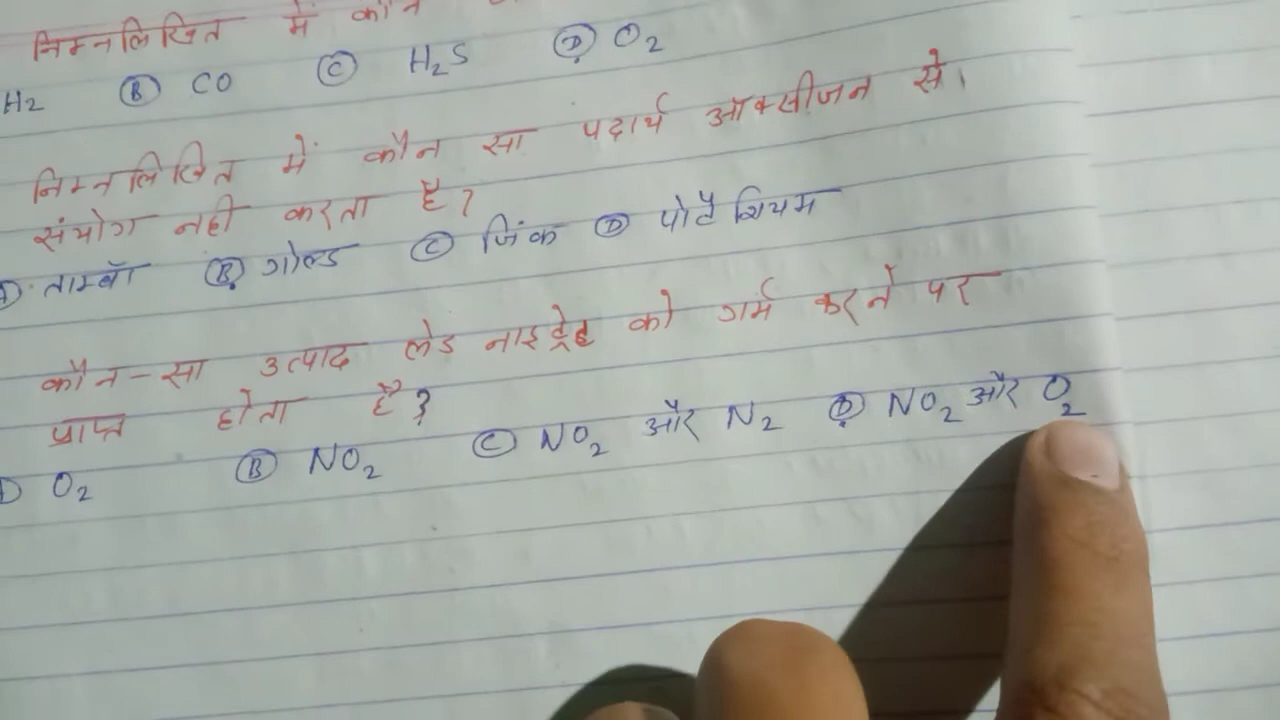 निम्नलिखित में कौन
H2 Ⓑ CO Ⓒ H2S Ⓓ O2
निम्नलिखित में कौन सा पदार्थ ऑक्सीजन से।
संयोग नही करता है?
ताम्बॉ Ⓑ गोल्ड Ⓒ जिंक Ⓓ पोटैशियम
कौन-सा उत्पाद लेड नाइट्रेट को गर्म करने पर
प्राप्त होता है?
O2 Ⓑ NO2 Ⓒ NO2 और N2 Ⓓ NO2 और O2